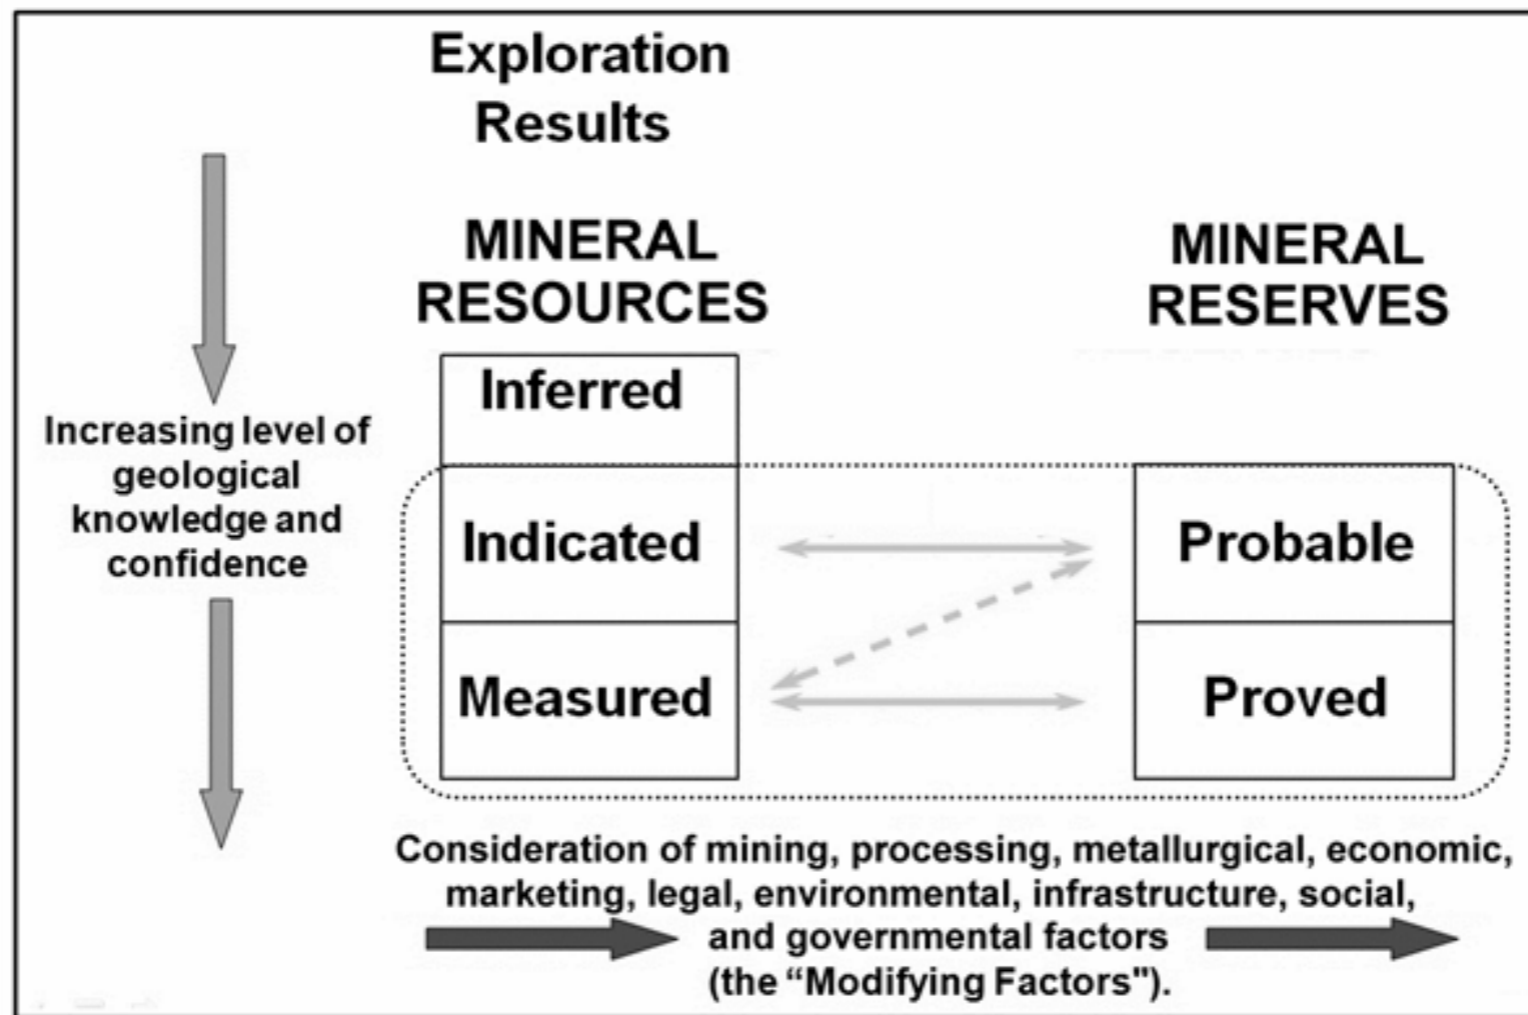 Exploration
Results
MINERAL
RESOURCES
MINERAL
RESERVES
Inferred
Increasing level of
geological
knowledge and
confidence
Indicated
Probable
Measured
Proved
Consideration of mining, processing, metallurgical, economic,
marketing, legal, environmental, infrastructure, social,
and governmental factors
(the “Modifying Factors").